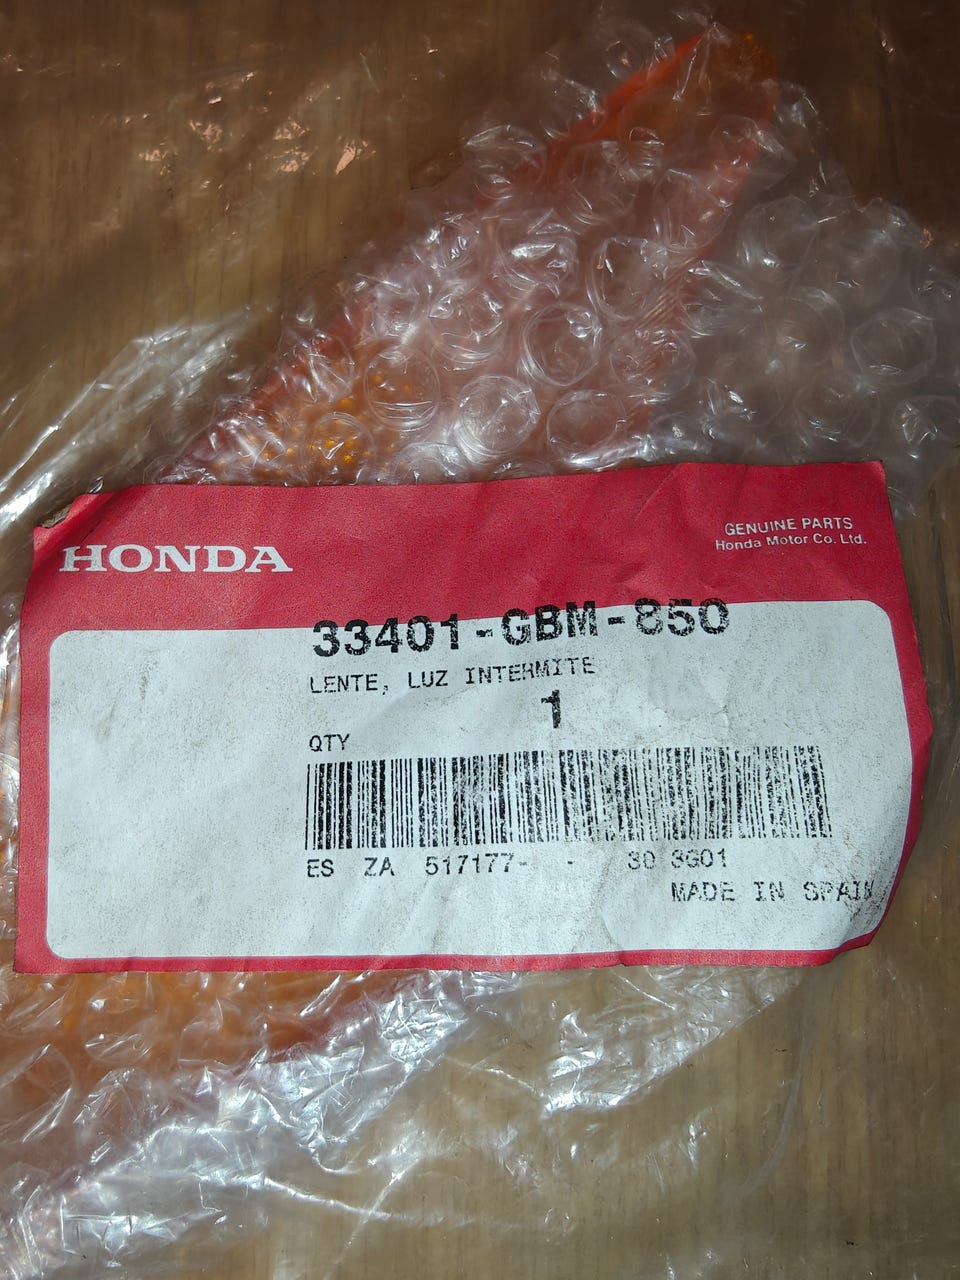 HONDA
GENUINE PARTS
Honda Motor Co. Ltd.
33401-GBM-850
LENTE, LUZ INTERMITE
1
QTY
ES ZA 517177- - 30 3G01
MADE IN SPAIN